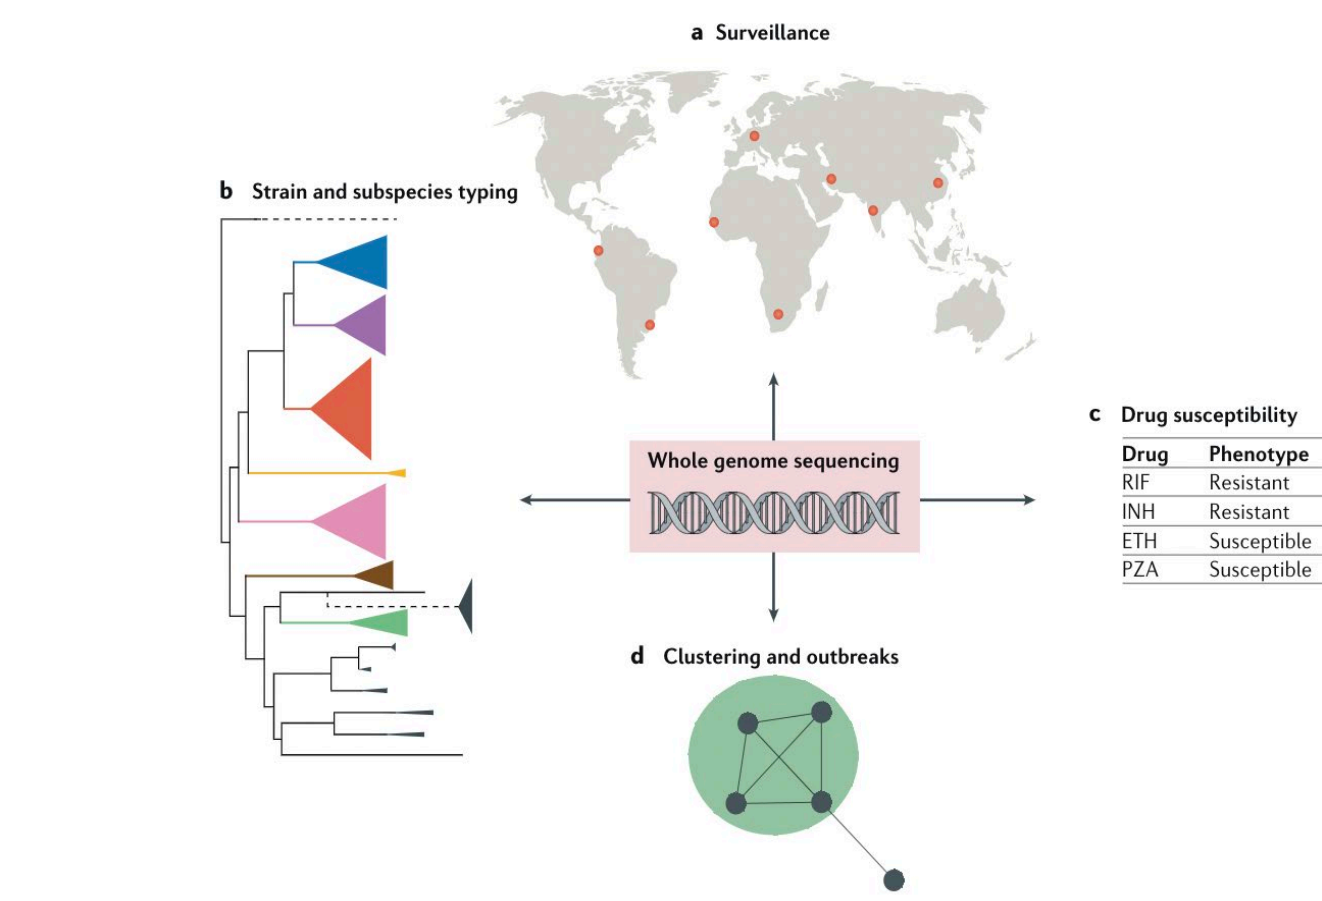 a Surveillance
b Strain and subspecies typing
c Drug susceptibility
Drug Phenotype
RIF Resistant
INH Resistant
ETH Susceptible
PZA Susceptible
Whole genome sequencing
d Clustering and outbreaks